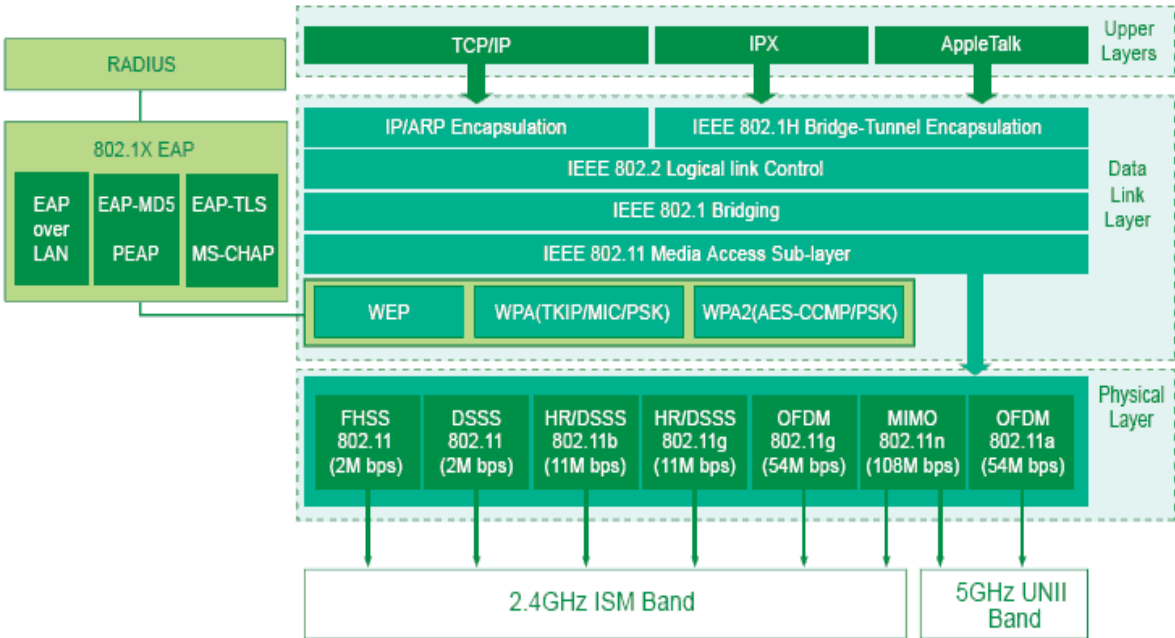 Upper
Layers
TCP/IP
IPX
AppleTalk
RADIUS
802.1X EAP
EAP
over
LAN
EAP-MD5
PEAP
EAP-TLS
MS-CHAP
IP/ARP Encapsulation
IEEE 802.1H Bridge-Tunnel Encapsulation
IEEE 802.2 Logical link Control
IEEE 802.1 Bridging
IEEE 802.11 Media Access Sub-layer
Data
Link
Layer
WEP
WPA(TKIP/MIC/PSK)
WPA2(AES-CCMP/PSK)
Physical
Layer
FHSS
802.11
(2M bps)
DSSS
802.11
(2M bps)
HR/DSSS
802.11b
(11M bps)
HR/DSSS
802.11g
(11M bps)
OFDM
802.11g
(54M bps)
MIMO
802.11n
(108M bps)
OFDM
802.11a
(54M bps)
2.4GHz ISM Band
5GHz UNII
Band